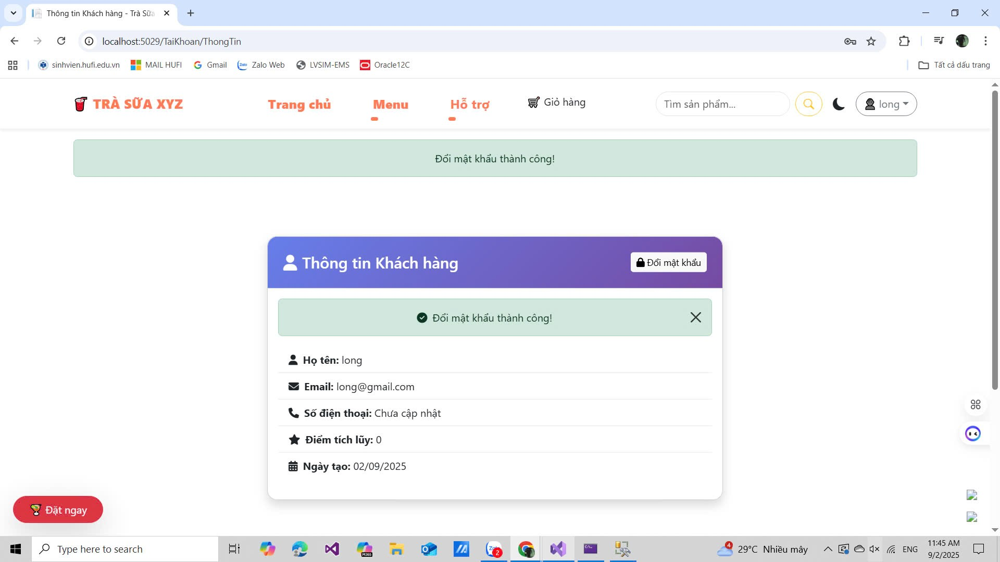 Thông tin Khách hàng - Trà Sữa
localhost:5029/TaiKhoan/ThongTin
sinhvien.hufi.edu.vn
MAIL HUFI
Gmail
Zalo Web
LVSIM-EMS
Oracle12C
Tất cả dấu trang
TRÀ SỮA XYZ
Trang chủ
Menu
Hỗ trợ
Giỏ hàng
Tìm sản phẩm...
long
Đổi mật khẩu thành công!
Thông tin Khách hàng
Đổi mật khẩu
Đổi mật khẩu thành công!
Họ tên: long
Email: long@gmail.com
Số điện thoại: Chưa cập nhật
Điểm tích lũy: 0
Ngày tạo: 02/09/2025
Đặt ngay
Type here to search
M365
2
4
29°C Nhiều mây
ENG
11:45 AM
9/2/2025